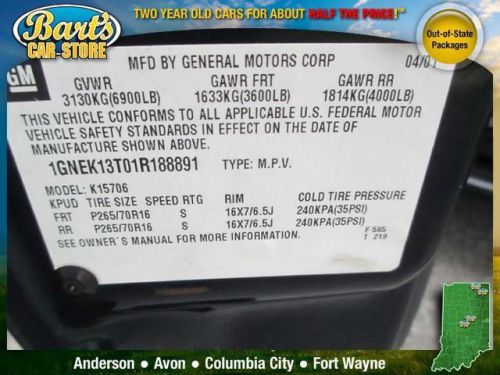 Bart's
CAR★STORE
TWO YEAR OLD CARS FOR ABOUT HALF THE PRICE!*
Out-of-State
Packages
GM
MFD BY GENERAL MOTORS CORP 04/01
GVWR GAWR FRT GAWR RR
3130KG(6900LB) 1633KG(3600LB) 1814KG(4000LB)
THIS VEHICLE CONFORMS TO ALL APPLICABLE U.S. FEDERAL MOTOR
VEHICLE SAFETY STANDARDS IN EFFECT ON THE DATE OF
MANUFACTURE SHOWN ABOVE.
1GNEK13T01R188891 TYPE: M.P.V.
MODEL: K15706
KPUD TIRE SIZE SPEED RTG RIM COLD TIRE PRESSURE
FRT P265/70R16 S 16X7/6.5J 240KPA(35PSI)
RR P265/70R16 S 16X7/6.5J 240KPA(35PSI)
SEE OWNER'S MANUAL FOR MORE INFORMATION.
F 565
T 219
Anderson • Avon • Columbia City • Fort Wayne